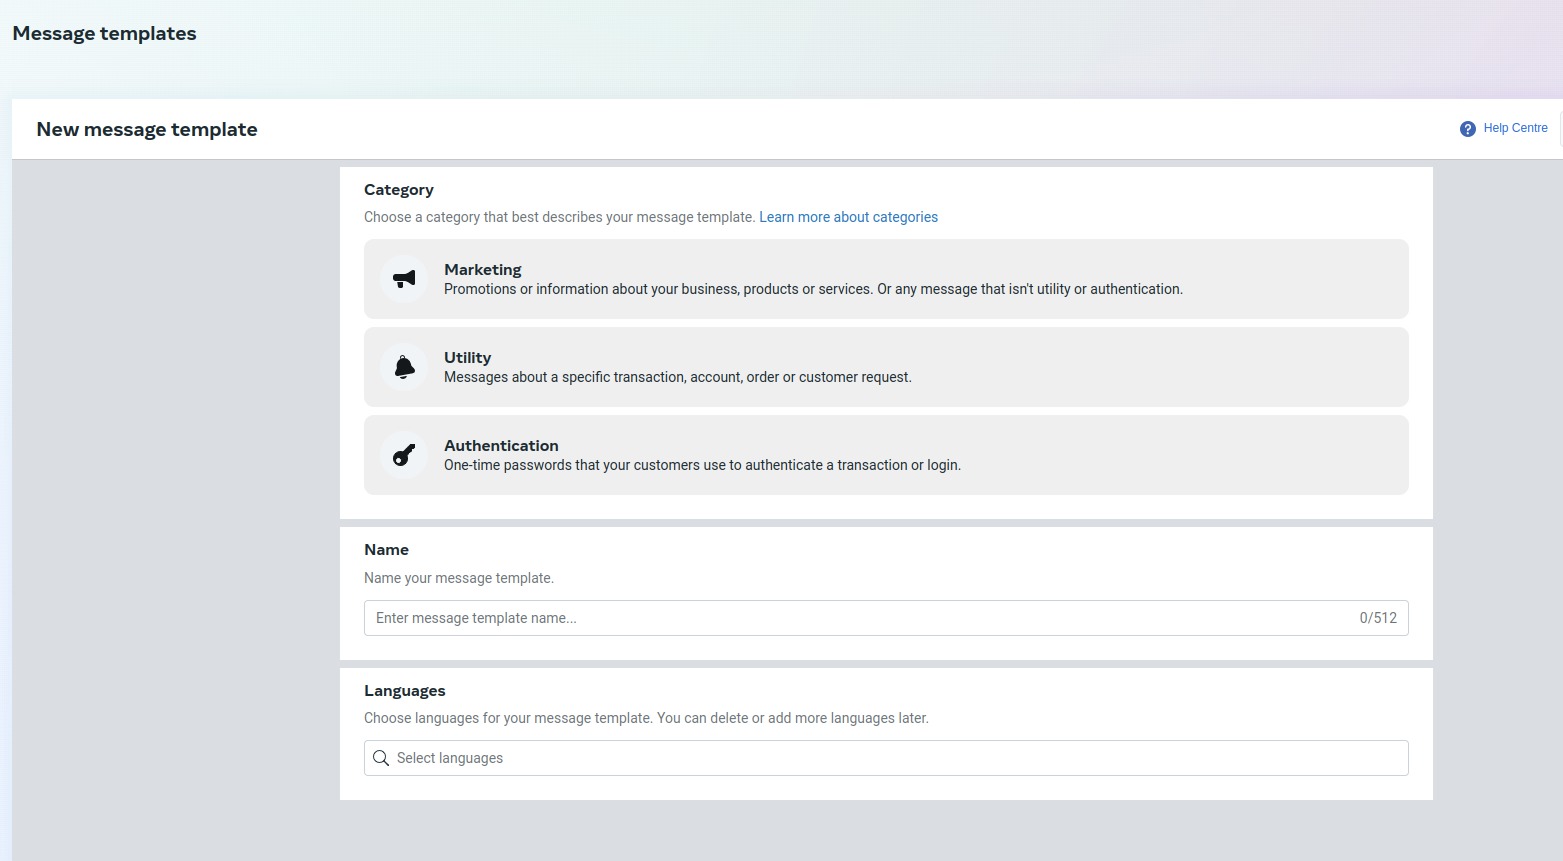 Message templates
New message template
Help Centre
Category
Choose a category that best describes your message template. Learn more about categories
Marketing
Promotions or information about your business, products or services. Or any message that isn't utility or authentication.
Utility
Messages about a specific transaction, account, order or customer request.
Authentication
One-time passwords that your customers use to authenticate a transaction or login.
Name
Name your message template.
Enter message template name... 0/512
Languages
Choose languages for your message template. You can delete or add more languages later.
Select languages